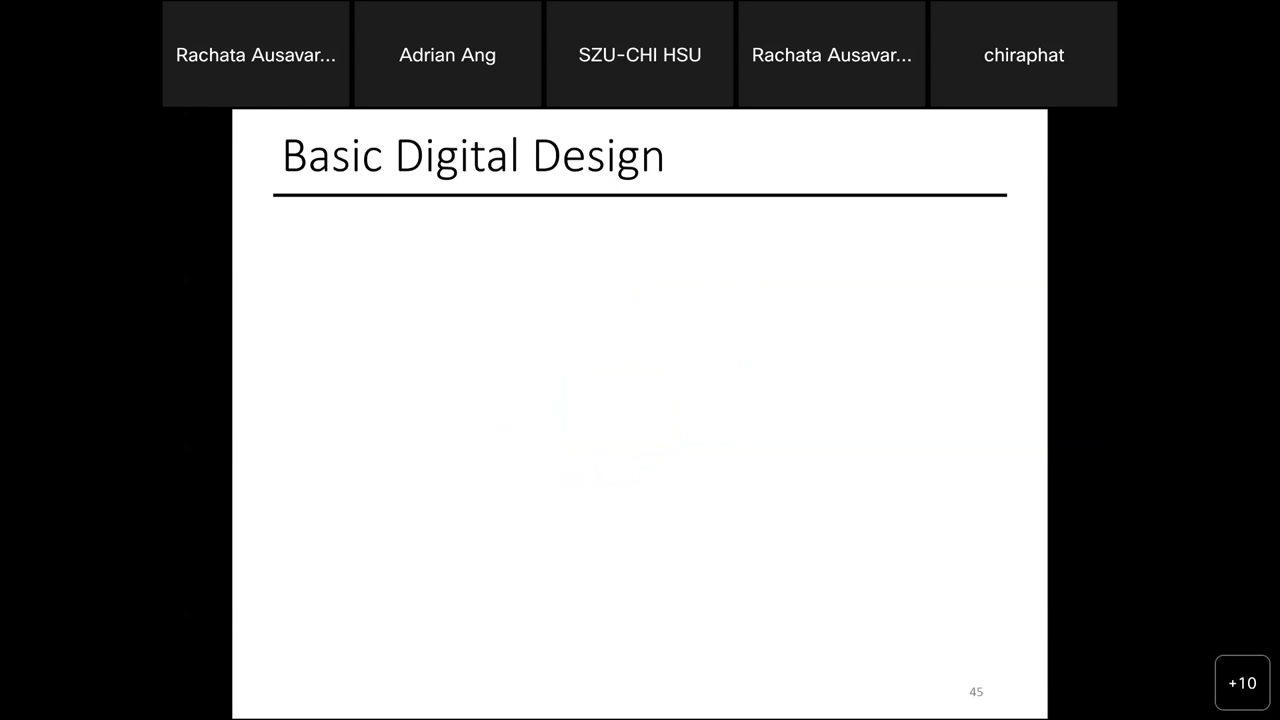 Rachata Ausavar...
Adrian Ang
SZU-CHI HSU
Rachata Ausavar...
chiraphat
Basic Digital Design
45
+10